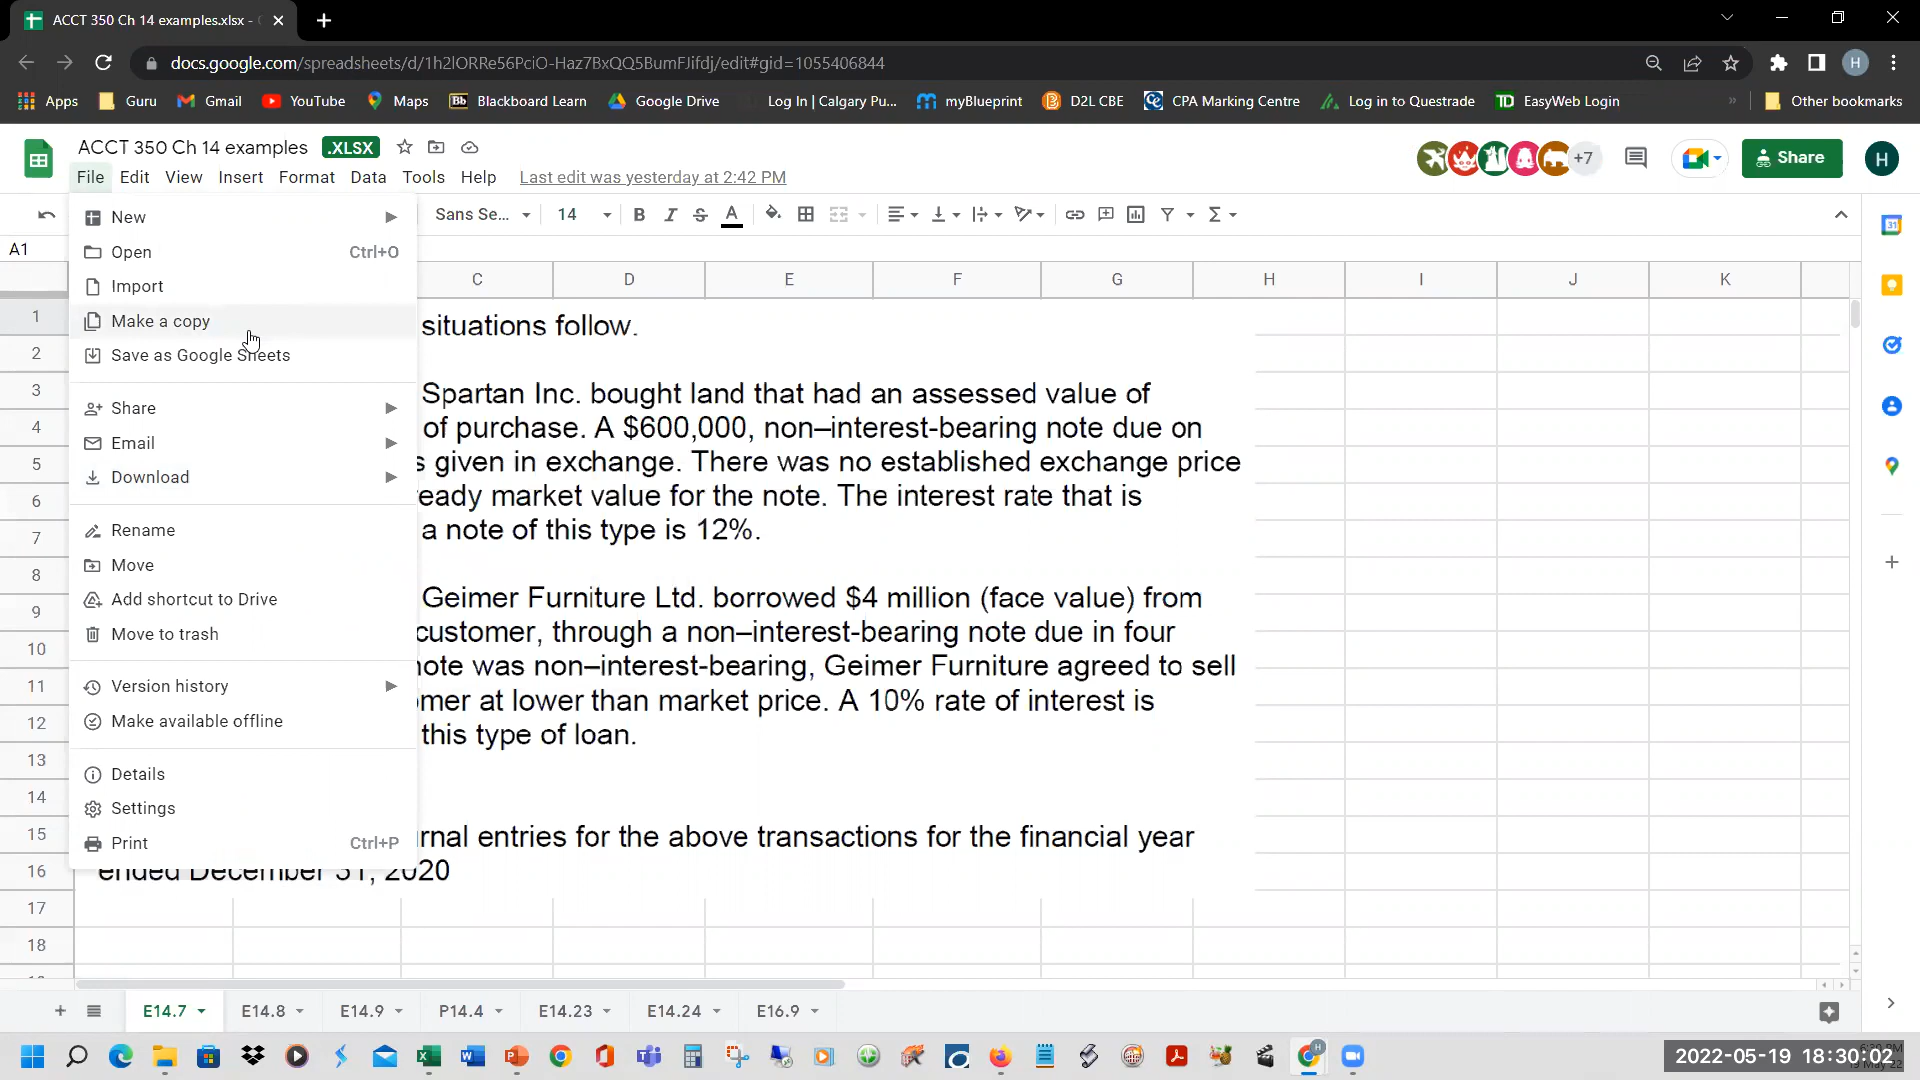 ACCT 350 Ch 14 examples.xlsx -
docs.google.com/spreadsheets/d/1h2lORRe56PciO-Haz7BxQQ5BumFJifdj/edit#gid=1055406844
H
Apps Guru Gmail YouTube Maps Blackboard Learn Google Drive Log In | Calgary Pu... myBlueprint D2L CBE CPA Marking Centre Log in to Questrade EasyWeb Login » Other bookmarks
ACCT 350 Ch 14 examples .XLSX
+7 Share H
File Edit View Insert Format Data Tools Help Last edit was yesterday at 2:42 PM
Sans Se... 14 B I S A
A1
C D E F G H I J K
New
Open Ctrl+O
Import
Make a copy
Save as Google Sheets
Share
Email
Download
Rename
Move
Add shortcut to Drive
Move to trash
Version history
Make available offline
Details
Settings
Print Ctrl+P
1
2
3
4
5
6
7
8
9
10
11
12
13
14
15
16
17
18
situations follow.
Spartan Inc. bought land that had an assessed value of
of purchase. A $600,000, non–interest-bearing note due on
s given in exchange. There was no established exchange price
eady market value for the note. The interest rate that is
a note of this type is 12%.
Geimer Furniture Ltd. borrowed $4 million (face value) from
customer, through a non–interest-bearing note due in four
note was non–interest-bearing, Geimer Furniture agreed to sell
mer at lower than market price. A 10% rate of interest is
this type of loan.
urnal entries for the above transactions for the financial year
ended December 31, 2020
E14.7 E14.8 E14.9 P14.4 E14.23 E14.24 E16.9
2022-05-19 18:30:02